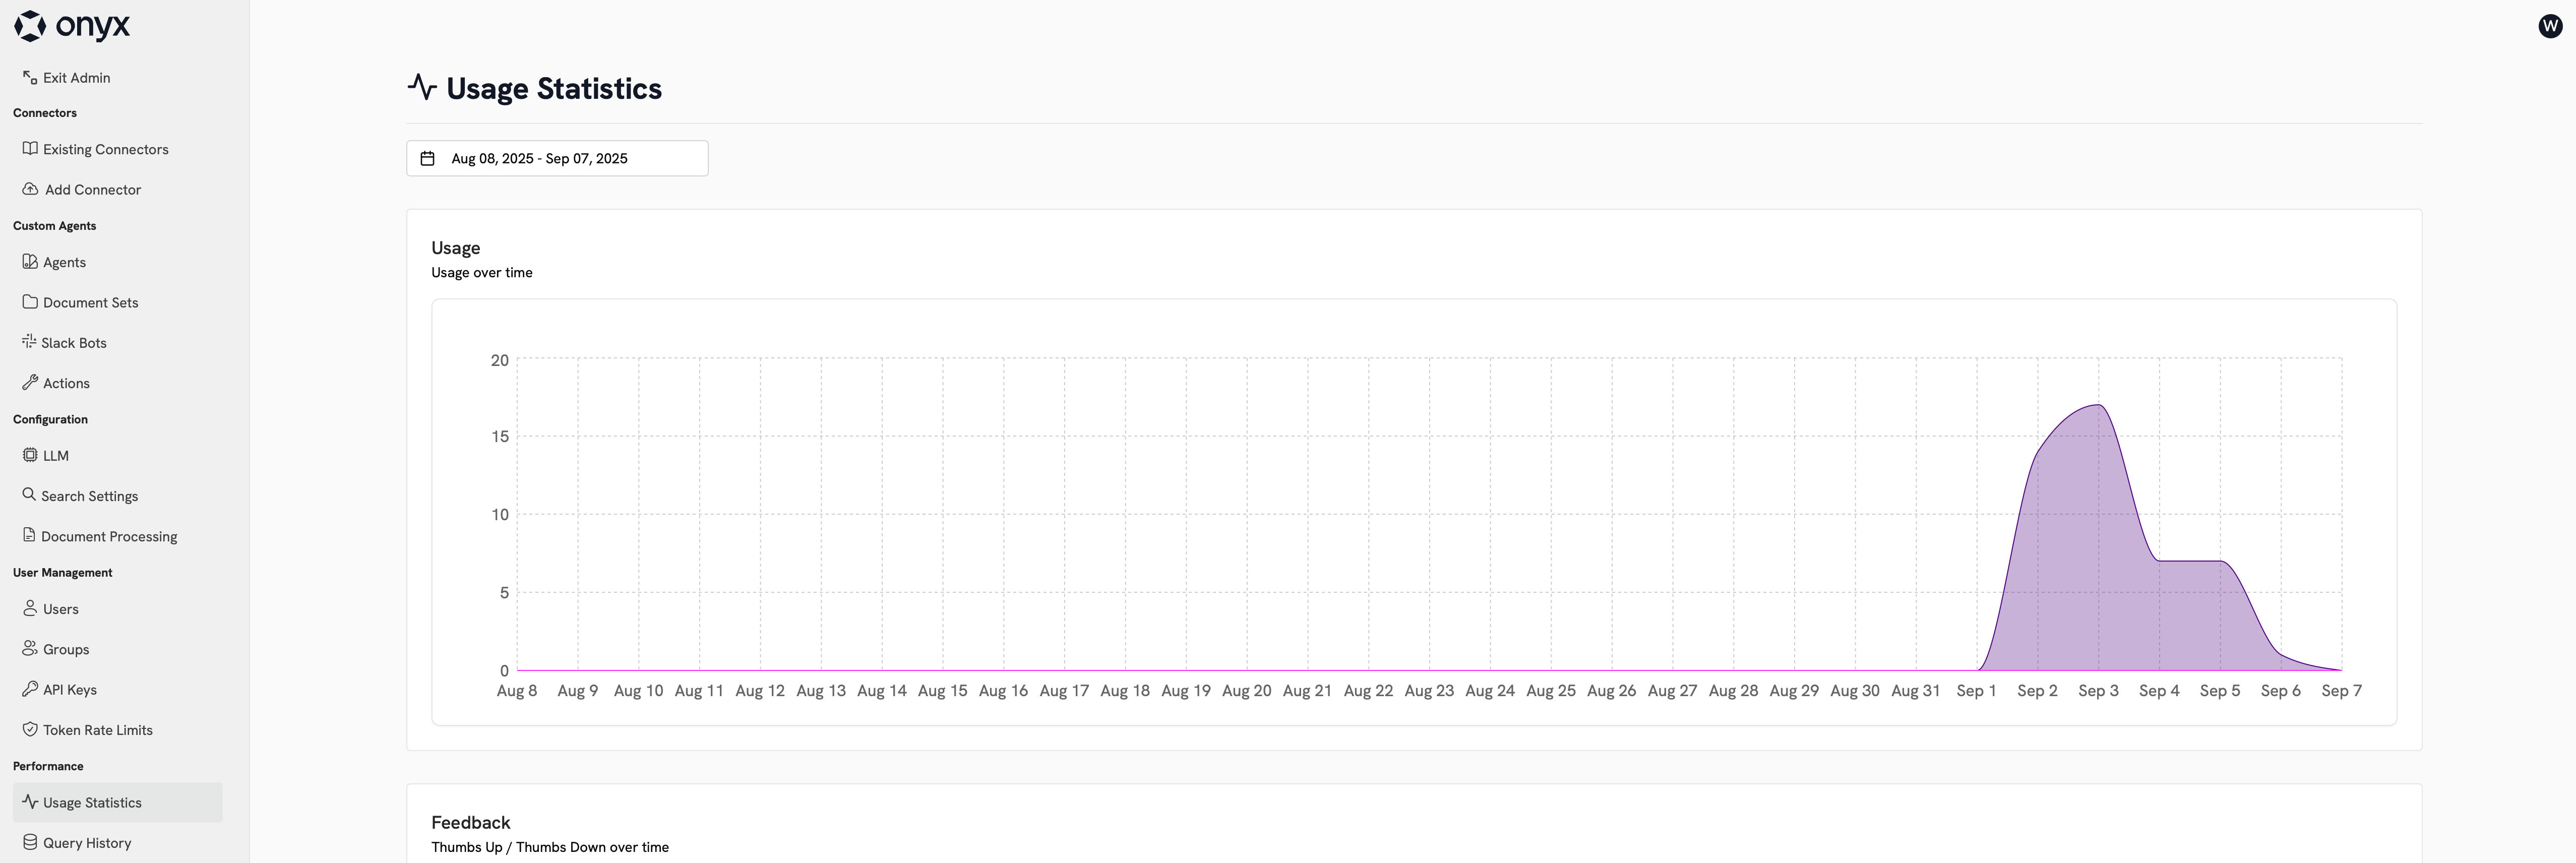 onyx
W
Exit Admin
Connectors
Existing Connectors
Add Connector
Custom Agents
Agents
Document Sets
Slack Bots
Actions
Configuration
LLM
Search Settings
Document Processing
User Management
Users
Groups
API Keys
Token Rate Limits
Performance
Usage Statistics
Query History
Usage Statistics
Aug 08, 2025 - Sep 07, 2025
Usage
Usage over time
20
15
10
5
0
Aug 8 Aug 9 Aug 10 Aug 11 Aug 12 Aug 13 Aug 14 Aug 15 Aug 16 Aug 17 Aug 18 Aug 19 Aug 20 Aug 21 Aug 22 Aug 23 Aug 24 Aug 25 Aug 26 Aug 27 Aug 28 Aug 29 Aug 30 Aug 31 Sep 1 Sep 2 Sep 3 Sep 4 Sep 5 Sep 6 Sep 7
Feedback
Thumbs Up / Thumbs Down over time